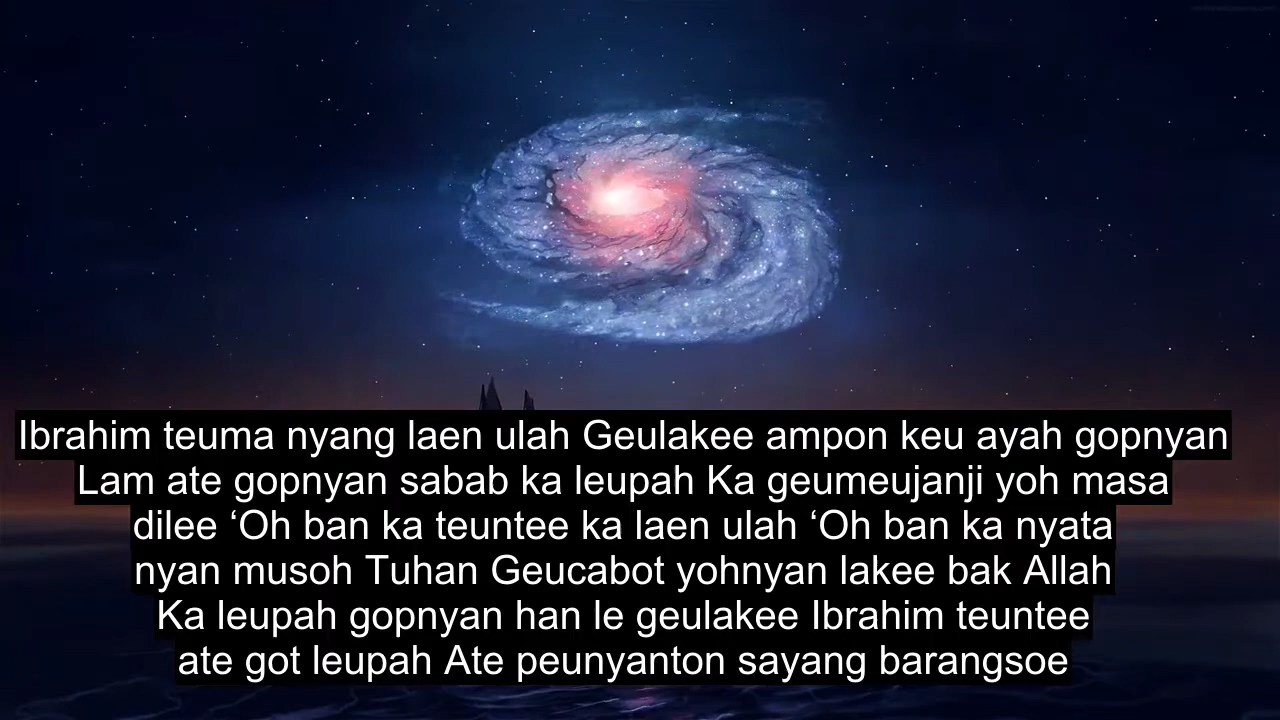 Ibrahim teuma nyang laen ulah Geulakee ampon keu ayah gopnyan
Lam ate gopnyan sabab ka leupah Ka geumeujanji yoh masa
dilee ‘Oh ban ka teuntee ka laen ulah ‘Oh ban ka nyata
nyan musoh Tuhan Geucabot yohnyan lakee bak Allah
Ka leupah gopnyan han le geulakee Ibrahim teuntee
ate got leupah Ate peunyanton sayang barangsoe